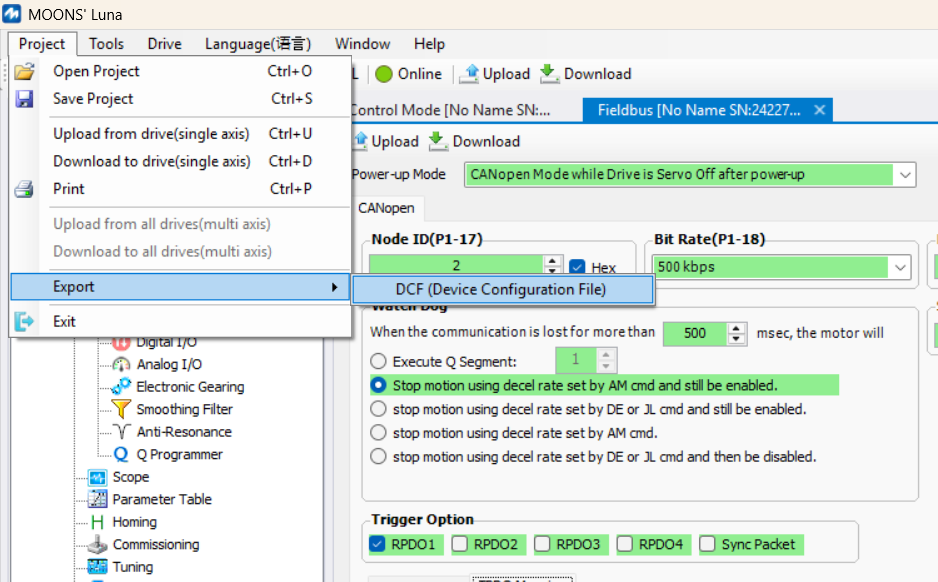 MOONS' Luna
Project Tools Drive Language(语言) Window Help
Open Project Ctrl+O
Save Project Ctrl+S
Upload from drive(single axis) Ctrl+U
Download to drive(single axis) Ctrl+D
Print Ctrl+P
Upload from all drives(multi axis)
Download to all drives(multi axis)
Export
DCF (Device Configuration File)
Exit
Online Upload Download
Control Mode [No Name SN:...
Fieldbus [No Name SN:24227...
Upload Download
Power-up Mode CANopen Mode while Drive is Servo Off after power-up
CANopen
Node ID(P1-17)
2 Hex
Bit Rate(P1-18)
500 kbps
Watch Dog
When the communication is lost for more than 500 msec, the motor will
Execute Q Segment: 1
Stop motion using decel rate set by AM cmd and still be enabled.
stop motion using decel rate set by DE or JL cmd and still be enabled.
stop motion using decel rate set by AM cmd.
stop motion using decel rate set by DE or JL cmd and then be disabled.
Trigger Option
RPDO1 RPDO2 RPDO3 RPDO4 Sync Packet
Digital I/O
Analog I/O
Electronic Gearing
Smoothing Filter
Anti-Resonance
Q Programmer
Scope
Parameter Table
Homing
Commissioning
Tuning